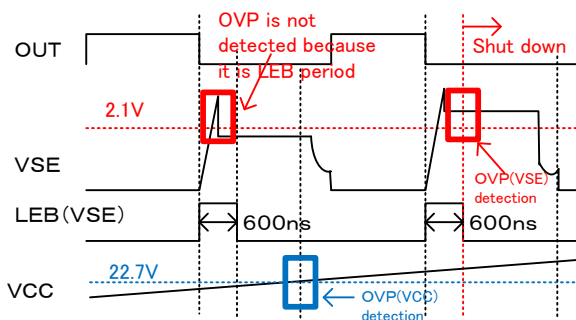 OVP is not
detected because
it is LEB period
OUT
Shut down
2.1V
VSE
OVP(VSE)
detection
LEB(VSE)
600ns
600ns
22.7V
VCC
OVP(VCC)
detection